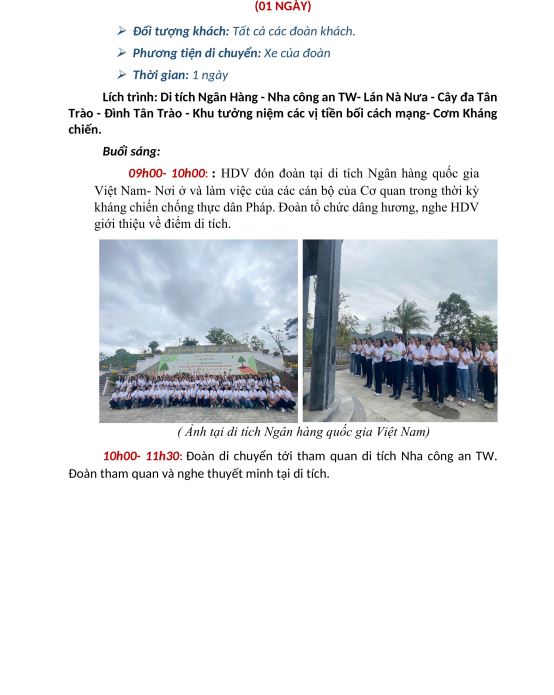 (01 NGÀY)
➢ Đối tượng khách: Tất cả các đoàn khách.
➢ Phương tiện di chuyển: Xe của đoàn
➢ Thời gian: 1 ngày
Lích trình: Di tích Ngân Hàng - Nha công an TW- Lán Nà Nưa - Cây đa Tân
Trào - Đình Tân Trào - Khu tưởng niệm các vị tiền bối cách mạng- Cơm Kháng
chiến.
Buổi sáng:
09h00- 10h00: : HDV đón đoàn tại di tích Ngân hàng quốc gia
Việt Nam- Nơi ở và làm việc của các cán bộ của Cơ quan trong thời kỳ
kháng chiến chống thực dân Pháp. Đoàn tổ chức dâng hương, nghe HDV
giới thiệu về điểm di tích.
( Ảnh tại di tích Ngân hàng quốc gia Việt Nam)
10h00- 11h30: Đoàn di chuyển tới tham quan di tích Nha công an TW.
Đoàn tham quan và nghe thuyết minh tại di tích.